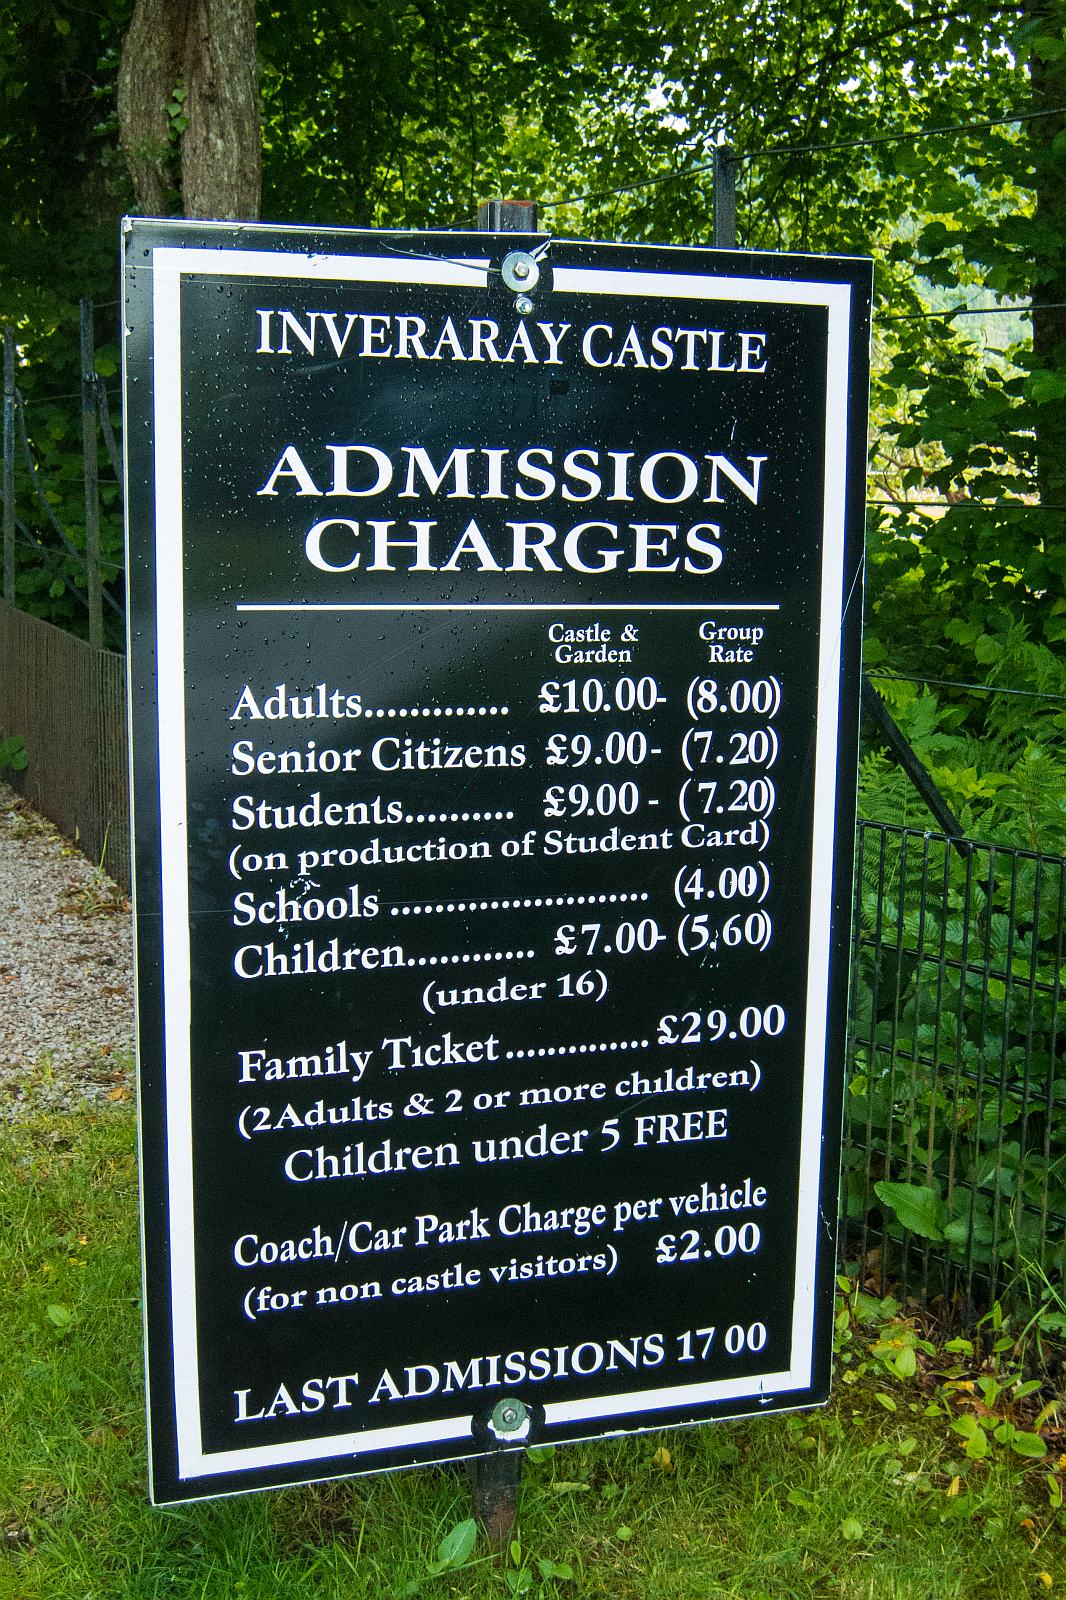 INVERARAY CASTLE
ADMISSION
CHARGES
Castle & Group
Garden Rate
Adults............. £10.00- (8.00)
Senior Citizens £9.00- (7.20)
Students.......... £9.00 - (7.20)
(on production of Student Card)
Schools ......................... (4.00)
Children............ £7.00- (5.60)
(under 16)
Family Ticket .............. £29.00
(2Adults & 2 or more children)
Children under 5 FREE
Coach/Car Park Charge per vehicle
(for non castle visitors) £2.00
LAST ADMISSIONS 17 00